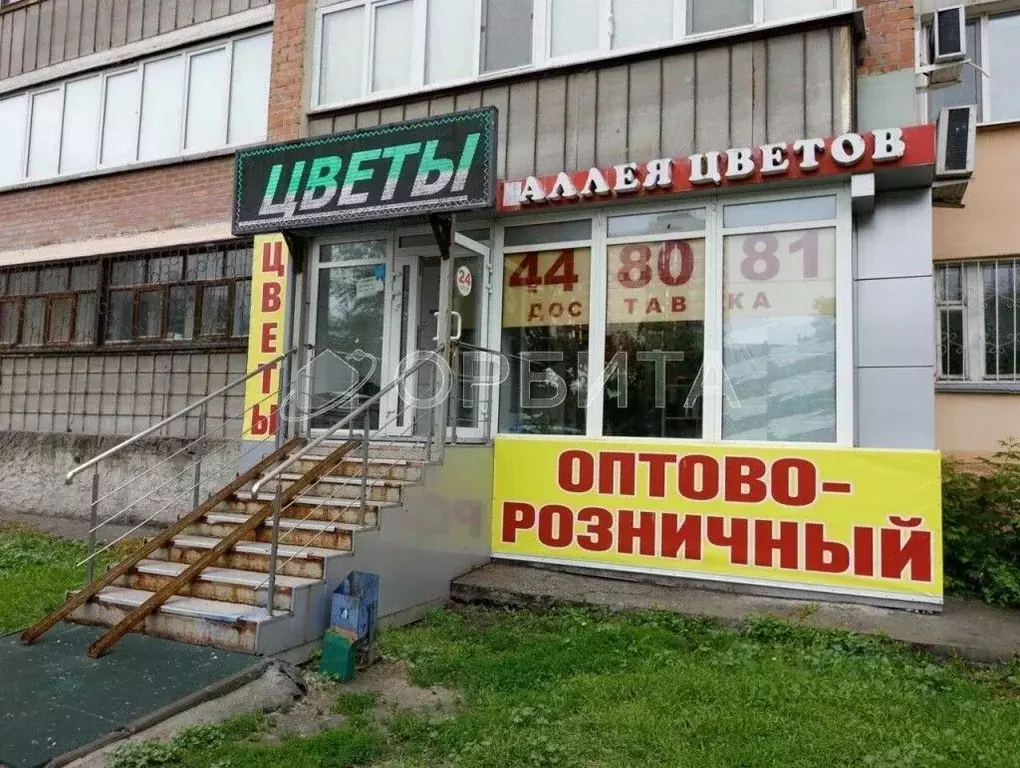 ЦВЕТЫ
АЛЛЕЯ ЦВЕТОВ
ЦВЕТЫ
24
44 80 81
ДОС ТАВ КА
ОРБИТА
ОПТОВО-
РОЗНИЧНЫЙ